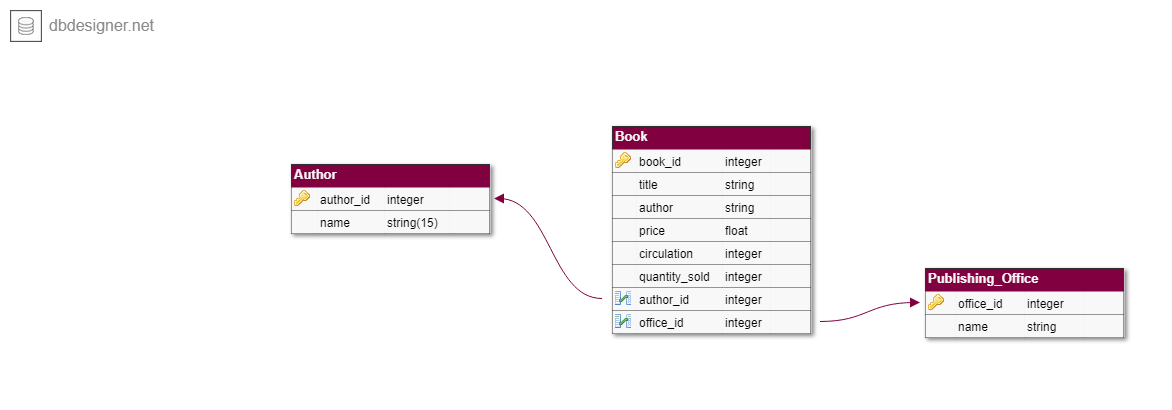 dbdesigner.net
Author
author_id integer
name string(15)
Book
book_id integer
title string
author string
price float
circulation integer
quantity_sold integer
author_id integer
office_id integer
Publishing_Office
office_id integer
name string